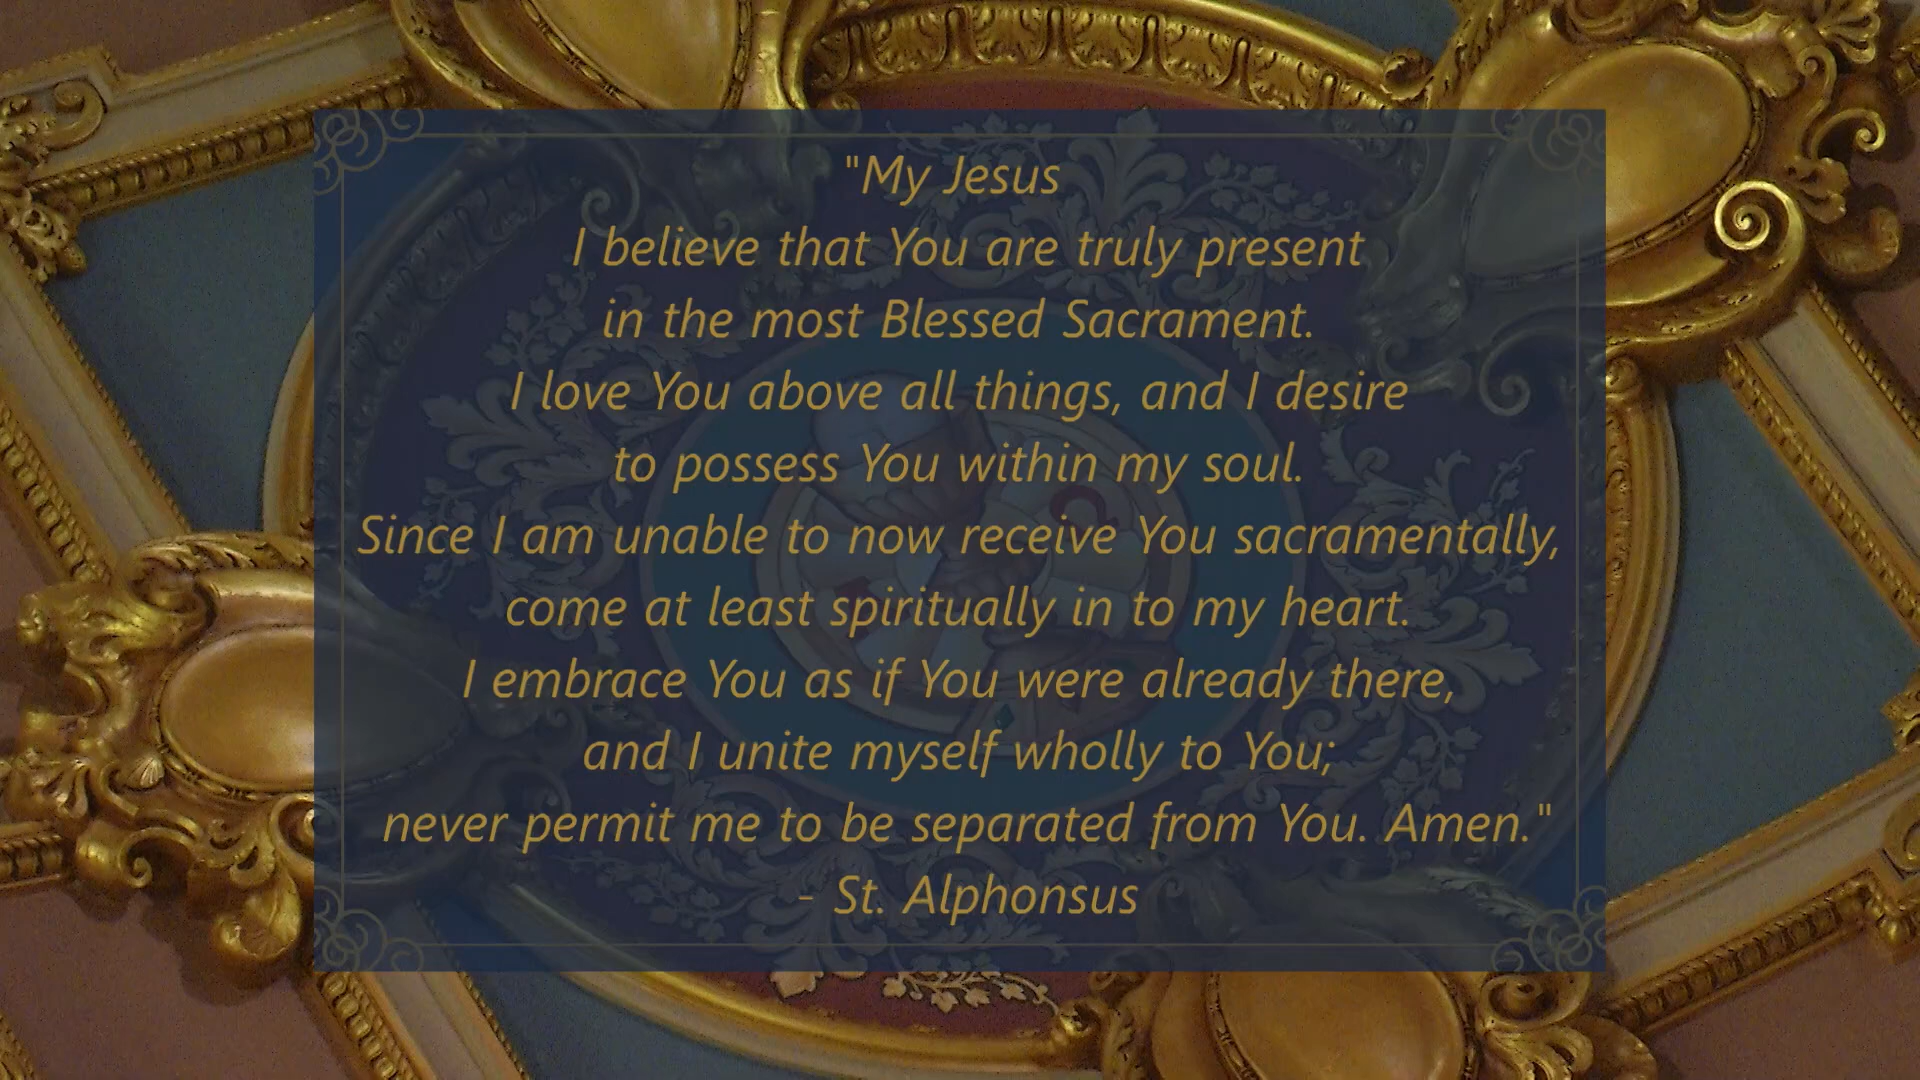 "My Jesus
I believe that You are truly present
in the most Blessed Sacrament.
I love You above all things, and I desire
to possess You within my soul.
Since I am unable to now receive You sacramentally,
come at least spiritually in to my heart.
I embrace You as if You were already there,
and I unite myself wholly to You;
never permit me to be separated from You. Amen."
- St. Alphonsus